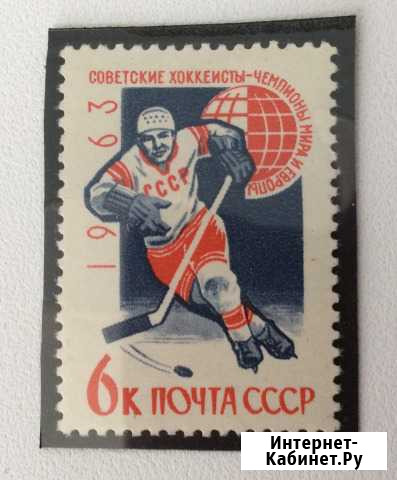 СОВЕТСКИЕ ХОККЕИСТЫ-ЧЕМПИОНЫ МИРА И ЕВРОПЫ
1963
СССР
6К ПОЧТА СССР
Интернет-
Кабинет.Ру